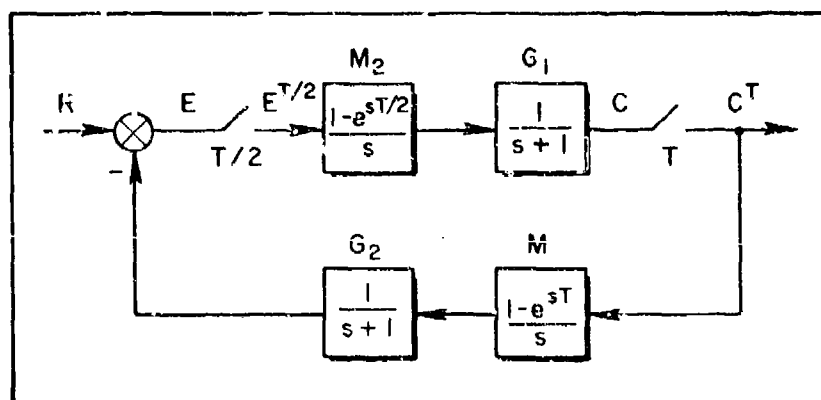 M₂ G₁
R E E^T/2 1-e^sT/2 / s 1 / s + 1 C C^T
T/2 T
-
G₂ M
1 / s + 1 1-e^sT / s